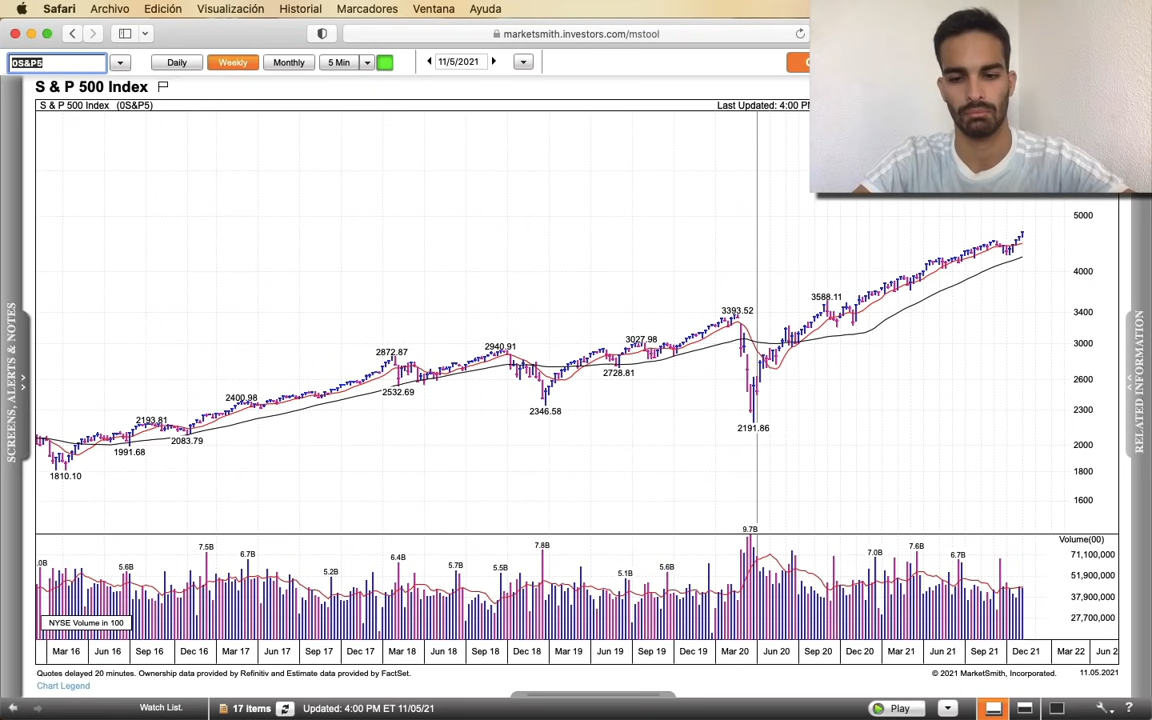 Safari Archivo Edición Visualización Historial Marcadores Ventana Ayuda
marketsmith.investors.com/mstool
0S&P5 Daily Weekly Monthly 5 Min 11/5/2021
S & P 500 Index
S & P 500 Index (0S&P5) Last Updated: 4:00 PM
5000
4000
3400
3000
2600
2300
2000
1800
1600
3393.52
3588.11
2872.87
2940.91
3027.98
2728.81
2532.69
2400.98
2346.58
2193.81
2191.86
2083.79
1991.68
1810.10
SCREENS, ALERTS & NOTES
RELATED INFORMATION
Volume(00)
71,100,000
51,900,000
37,900,000
27,700,000
.0B 5.6B 7.5B 6.7B 5.2B 6.4B 5.7B 5.5B 7.8B 5.1B 5.6B 9.7B 7.0B 7.6B 6.7B
NYSE Volume in 100
Mar 16 Jun 16 Sep 16 Dec 16 Mar 17 Jun 17 Sep 17 Dec 17 Mar 18 Jun 18 Sep 18 Dec 18 Mar 19 Jun 19 Sep 19 Dec 19 Mar 20 Jun 20 Sep 20 Dec 20 Mar 21 Jun 21 Sep 21 Dec 21 Mar 22 Jun 2
Quotes delayed 20 minutes. Ownership data provided by Refinitiv and Estimate data provided by FactSet. © 2021 MarketSmith, Incorporated. 11.05.2021
Chart Legend
Watch List. 17 items Updated: 4:00 PM ET 11/05/21 Play ?